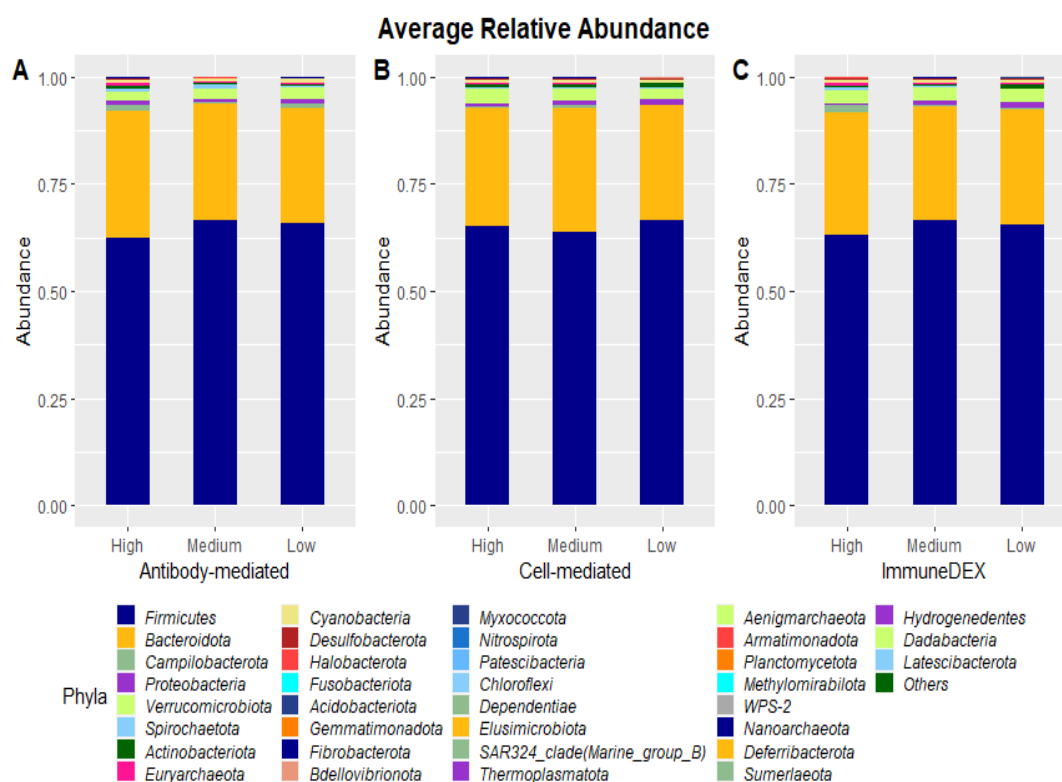 Average Relative Abundance
A
B
C
1.00
0.75
0.50
0.25
0.00
Abundance
High Medium Low
Antibody-mediated
1.00
0.75
0.50
0.25
0.00
Abundance
High Medium Low
Cell-mediated
1.00
0.75
0.50
0.25
0.00
Abundance
High Medium Low
ImmuneDEX
Phyla
Firmicutes
Bacteroidota
Campilobacterota
Proteobacteria
Verrucomicrobiota
Spirochaetota
Actinobacteriota
Euryarchaeota
Cyanobacteria
Desulfobacterota
Halobacterota
Fusobacteriota
Acidobacteriota
Gemmatimonadota
Fibrobacterota
Bdellovibrionota
Myxococcota
Nitrospirota
Patescibacteria
Chloroflexi
Dependentiae
Elusimicrobiota
SAR324_clade(Marine_group_B)
Thermoplasmatota
Aenigmarchaeota
Armatimonadota
Planctomycetota
Methylomirabilota
WPS-2
Nanoarchaeota
Deferribacterota
Sumerlaeota
Hydrogenedentes
Dadabacteria
Latescibacterota
Others